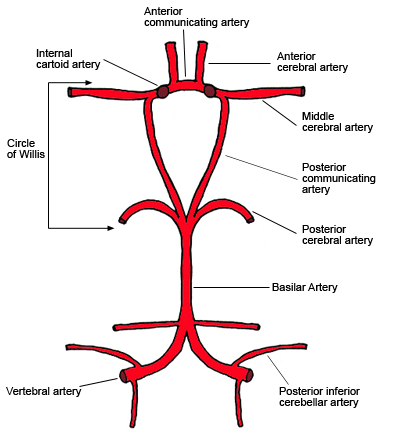 Anterior
communicating artery
Internal
cartoid artery
Anterior
cerebral artery
Middle
cerebral artery
Circle
of Willis
Posterior
communicating
artery
Posterior
cerebral artery
Basilar Artery
Vertebral artery
Posterior inferior
cerebellar artery